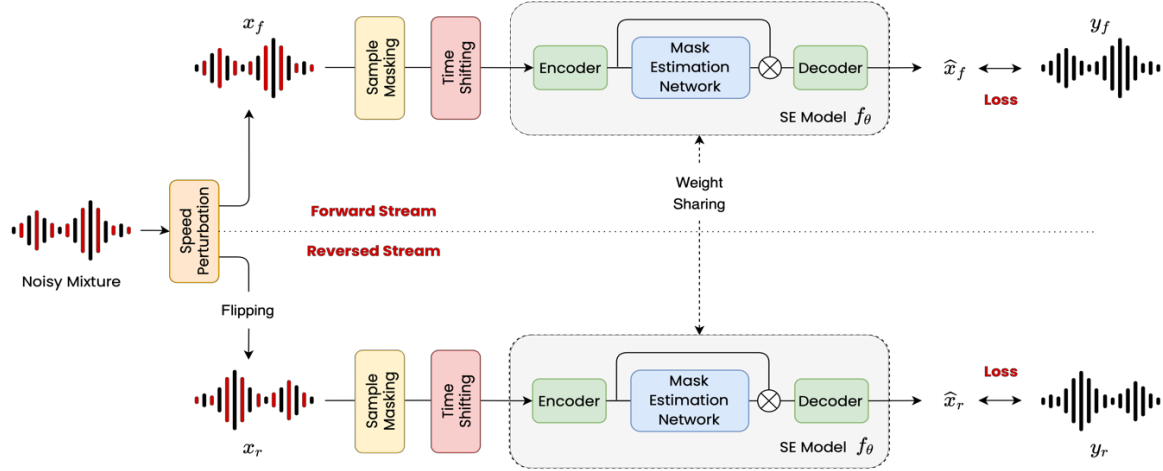 x_f
y_f
Sample
Masking
Time
Shifting
Encoder
Mask
Estimation
Network
Decoder
SE Model f_θ
x̂_f
Loss
Noisy Mixture
Speed
Perturbation
Forward Stream
Reversed Stream
Weight
Sharing
Flipping
Sample
Masking
Time
Shifting
Encoder
Mask
Estimation
Network
Decoder
SE Model f_θ
Loss
x̂_r
x_r
y_r